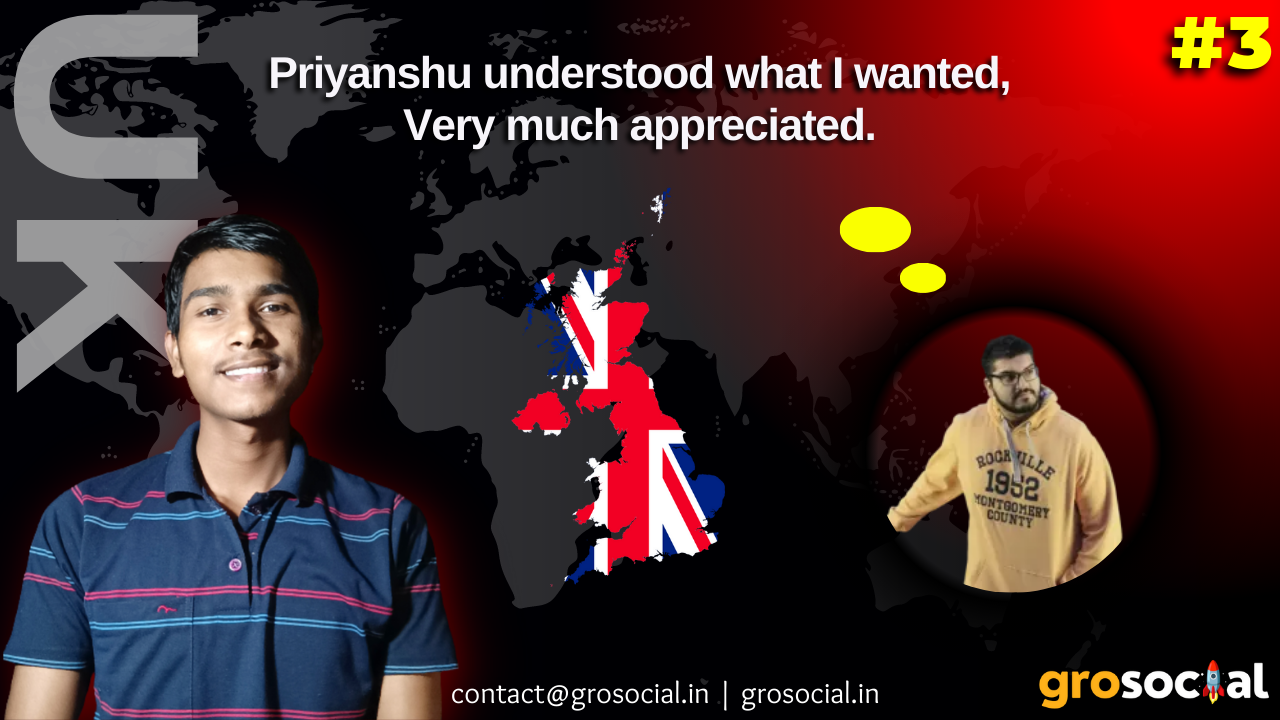 UK
#3
Priyanshu understood what I wanted,
Very much appreciated.
ROCKVILLE
1952
MONTGOMERY
COUNTY
contact@grosocial.in | grosocial.in
grosocial